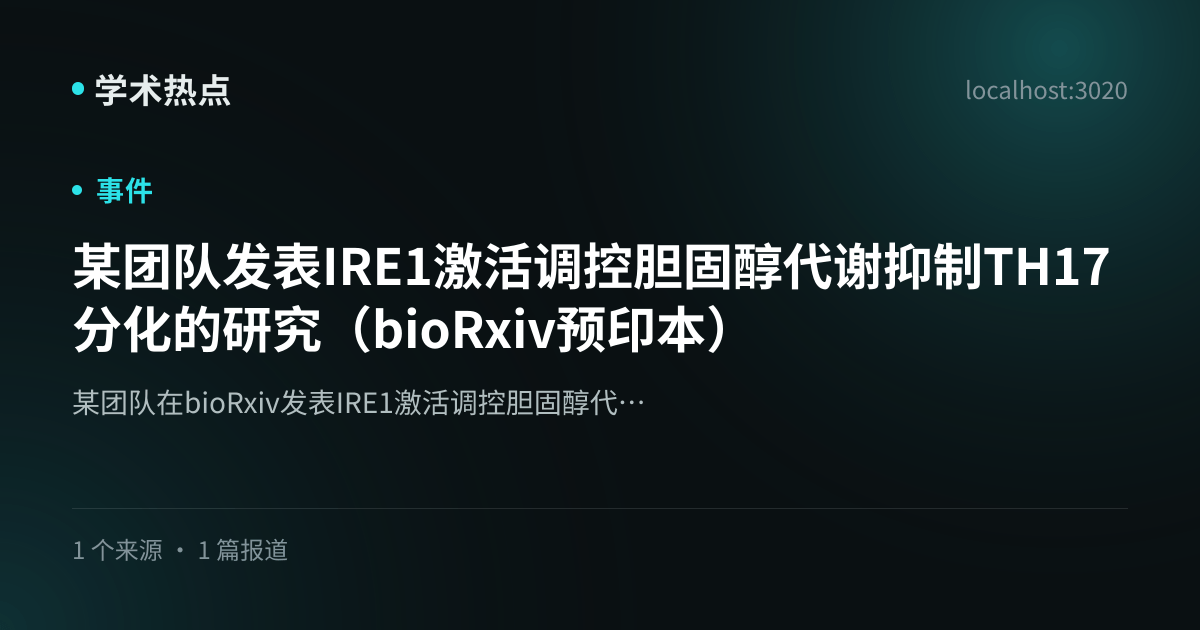 学术热点
localhost:3020
事件
某团队发表IRE1激活调控胆固醇代谢抑制TH17
分化的研究（bioRxiv预印本）
某团队在bioRxiv发表IRE1激活调控胆固醇代…
1 个来源 · 1 篇报道